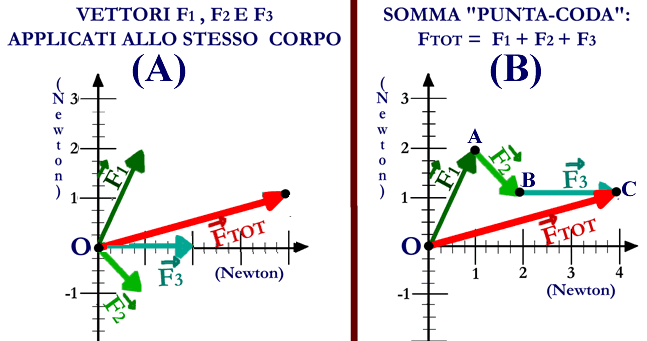 VETTORI F1 , F2 E F3
APPLICATI ALLO STESSO CORPO
(A)
(Newton)
3
2
1
-1
O
F1
F2
F3
FTOT
(Newton)
SOMMA "PUNTA-CODA":
FTOT = F1 + F2 + F3
(B)
(Newton)
3
2
1
-1
O
A
B
C
F1
F2
F3
FTOT
1 2 3 4
(Newton)